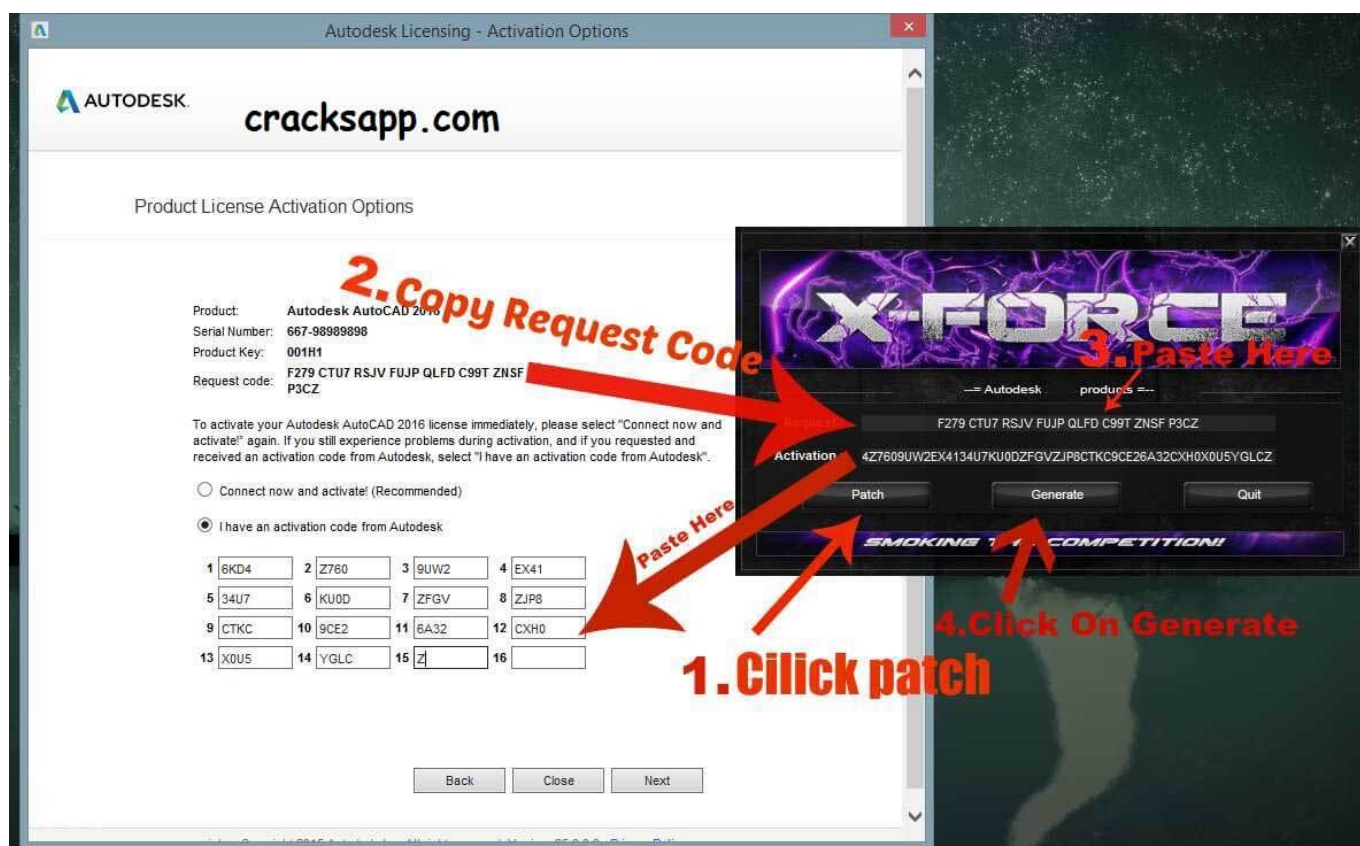 Autodesk Licensing - Activation Options
AUTODESK.
cracksapp.com
Product License Activation Options
2. Copy Request Code
Product: Autodesk AutoCAD 2016
Serial Number: 667-98989898
Product Key: 001H1
Request code: F279 CTU7 RSJV FUJP QLFD C99T ZNSF
P3CZ
To activate your Autodesk AutoCAD 2016 license immediately, please select "Connect now and
activate!" again. If you still experience problems during activation, and if you requested and
received an activation code from Autodesk, select "I have an activation code from Autodesk".
Connect now and activate! (Recommended)
I have an activation code from Autodesk
1 6KD4 2 Z760 3 9UW2 4 EX41
5 34U7 6 KU0D 7 ZFGV 8 ZJP8
9 CTKC 10 9CE2 11 6A32 12 CXH0
13 X0U5 14 YGLC 15 Z 16
Back Close Next
X-FORCE
3. Paste Here
--= Autodesk products =--
Request :
F279 CTU7 RSJV FUJP QLFD C99T ZNSF P3CZ
Activation :
4Z7609UW2EX4134U7KU0DZFGVZJP8CTKC9CE26A32CXH0X0U5YGLCZ
Patch Generate Quit
Paste Here
SMOKING THE COMPETITION!
4.Click On Generate
1. Cilick patch